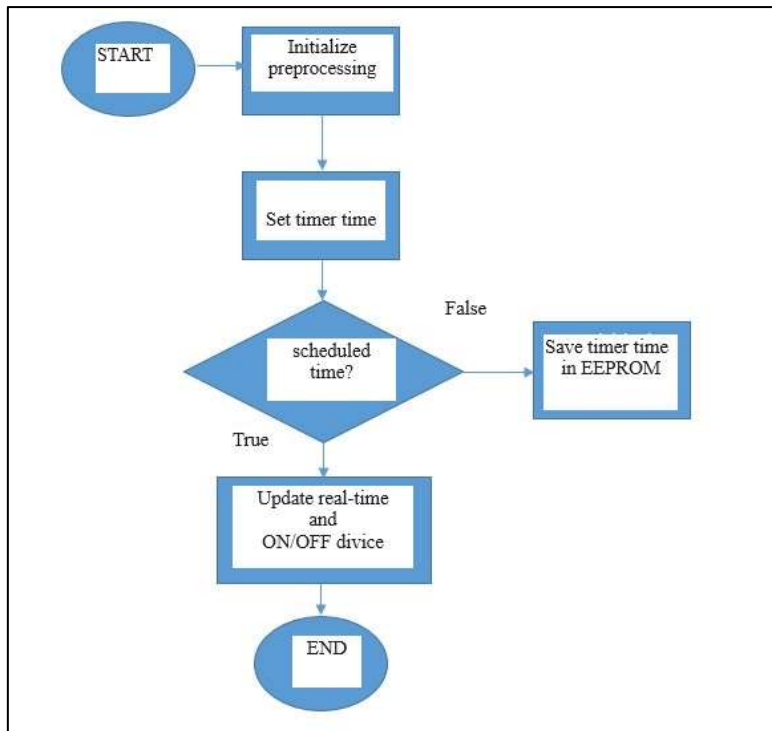 START
Initialize
preprocessing
Set timer time
scheduled
time?
False
Save timer time
in EEPROM
True
Update real-time
and
ON/OFF divice
END